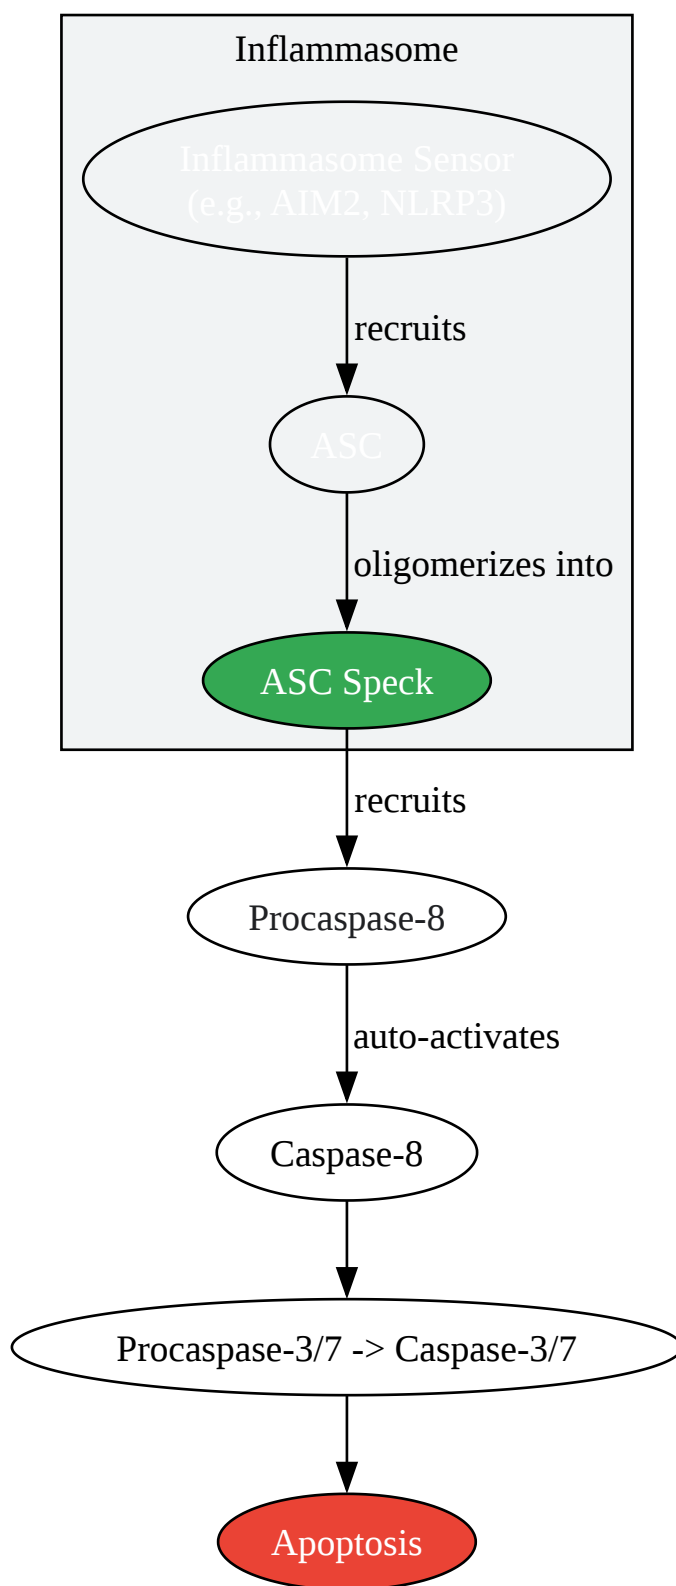 Inflammasome
Inflammasome Sensor
(e.g., AIM2, NLRP3)
recruits
ASC
oligomerizes into
ASC Speck
recruits
Procaspase-8
auto-activates
Caspase-8
Procaspase-3/7 -> Caspase-3/7
Apoptosis